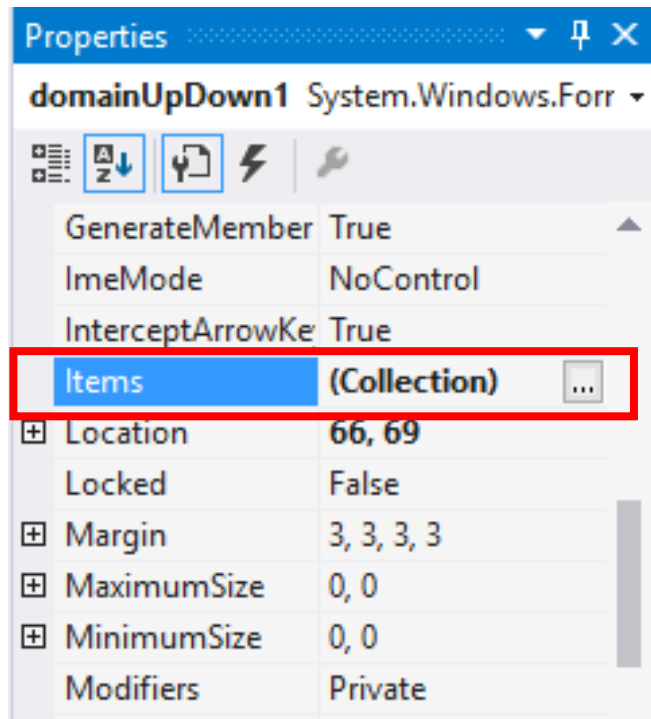 Properties
domainUpDown1 System.Windows.Forr
GenerateMember True
ImeMode NoControl
InterceptArrowKe True
Items (Collection) ...
Location 66, 69
Locked False
Margin 3, 3, 3, 3
MaximumSize 0, 0
MinimumSize 0, 0
Modifiers Private